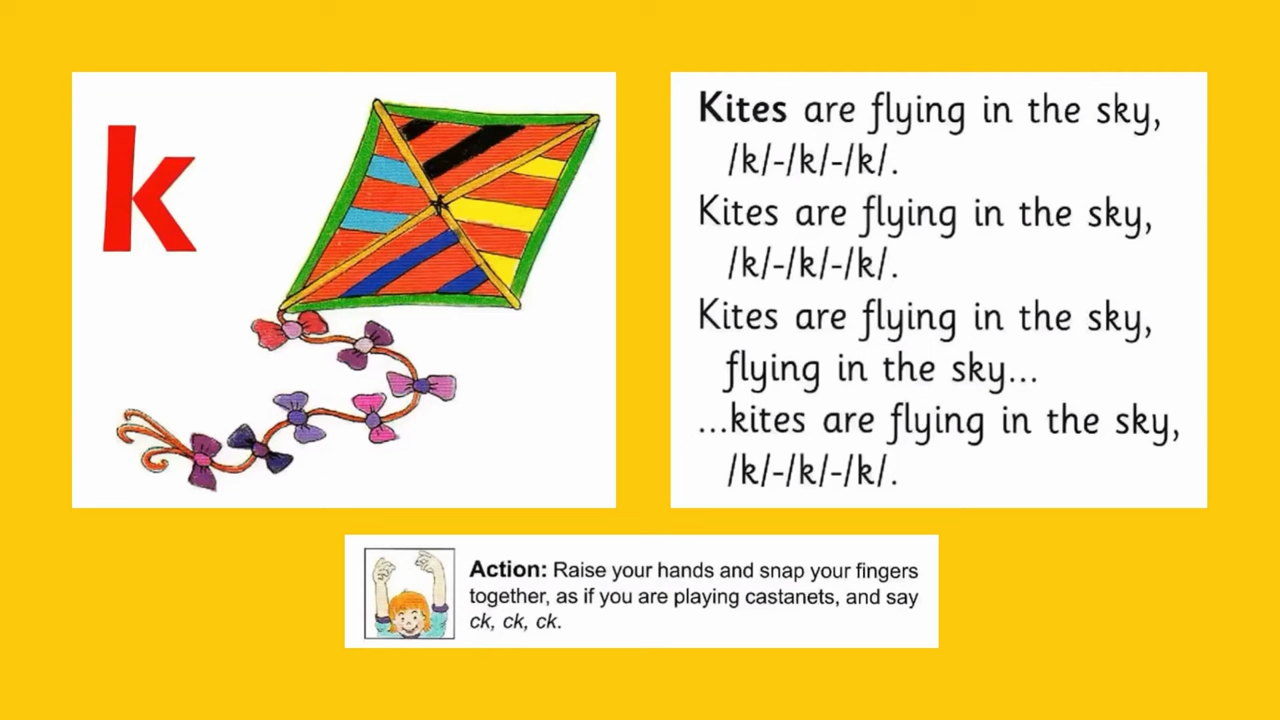 k
Kites are flying in the sky,
/k/-/k/-/k/.
Kites are flying in the sky,
/k/-/k/-/k/.
Kites are flying in the sky,
flying in the sky...
...kites are flying in the sky,
/k/-/k/-/k/.
Action: Raise your hands and snap your fingers
together, as if you are playing castanets, and say
ck, ck, ck.